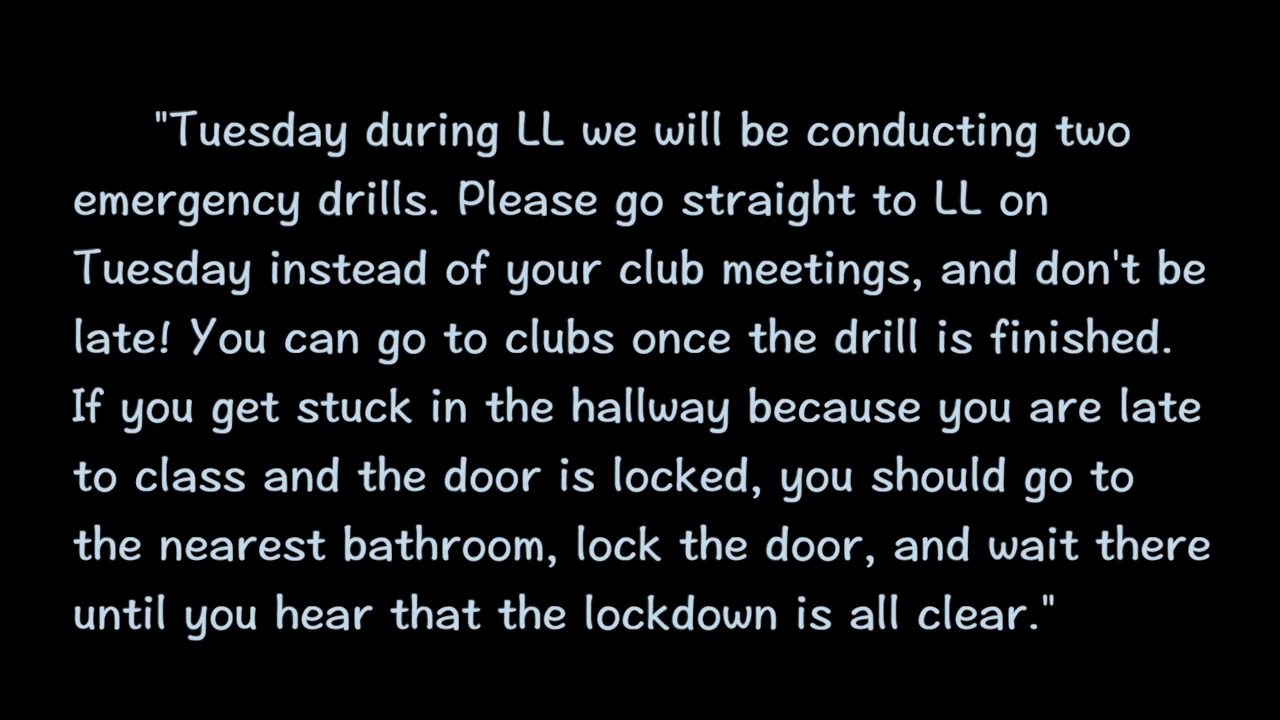 "Tuesday during LL we will be conducting two
emergency drills. Please go straight to LL on
Tuesday instead of your club meetings, and don't be
late! You can go to clubs once the drill is finished.
If you get stuck in the hallway because you are late
to class and the door is locked, you should go to
the nearest bathroom, lock the door, and wait there
until you hear that the lockdown is all clear."